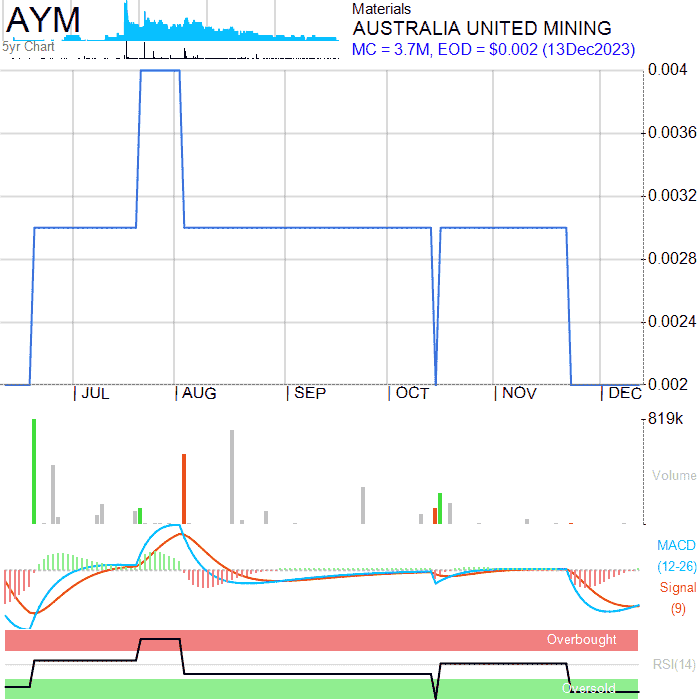 AYM
5yr Chart
Materials
AUSTRALIA UNITED MINING
MC = 3.7M, EOD = $0.002 (13Dec2023)
0.004
0.0036
0.0032
0.0028
0.0024
0.002
JUL AUG SEP OCT NOV DEC
819k
Volume
MACD
(12-26)
Signal
(9)
Overbought
RSI(14)
Oversold